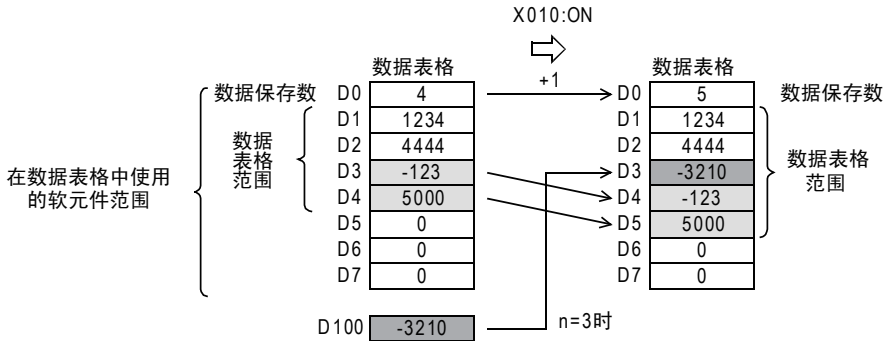 X010:ON
数据表格 数据表格
数据保存数 D0 4 +1 D0 5 数据保存数
D1 1234 D1 1234
D2 4444 D2 4444
D3 -123 D3 -3210
D4 5000 D4 -123
D5 0 D5 5000
D6 0 D6 0
D7 0 D7 0
数据
表格
范围
在数据表格中使用
的软元件范围
数据表格
范围
D100 -3210 n=3时